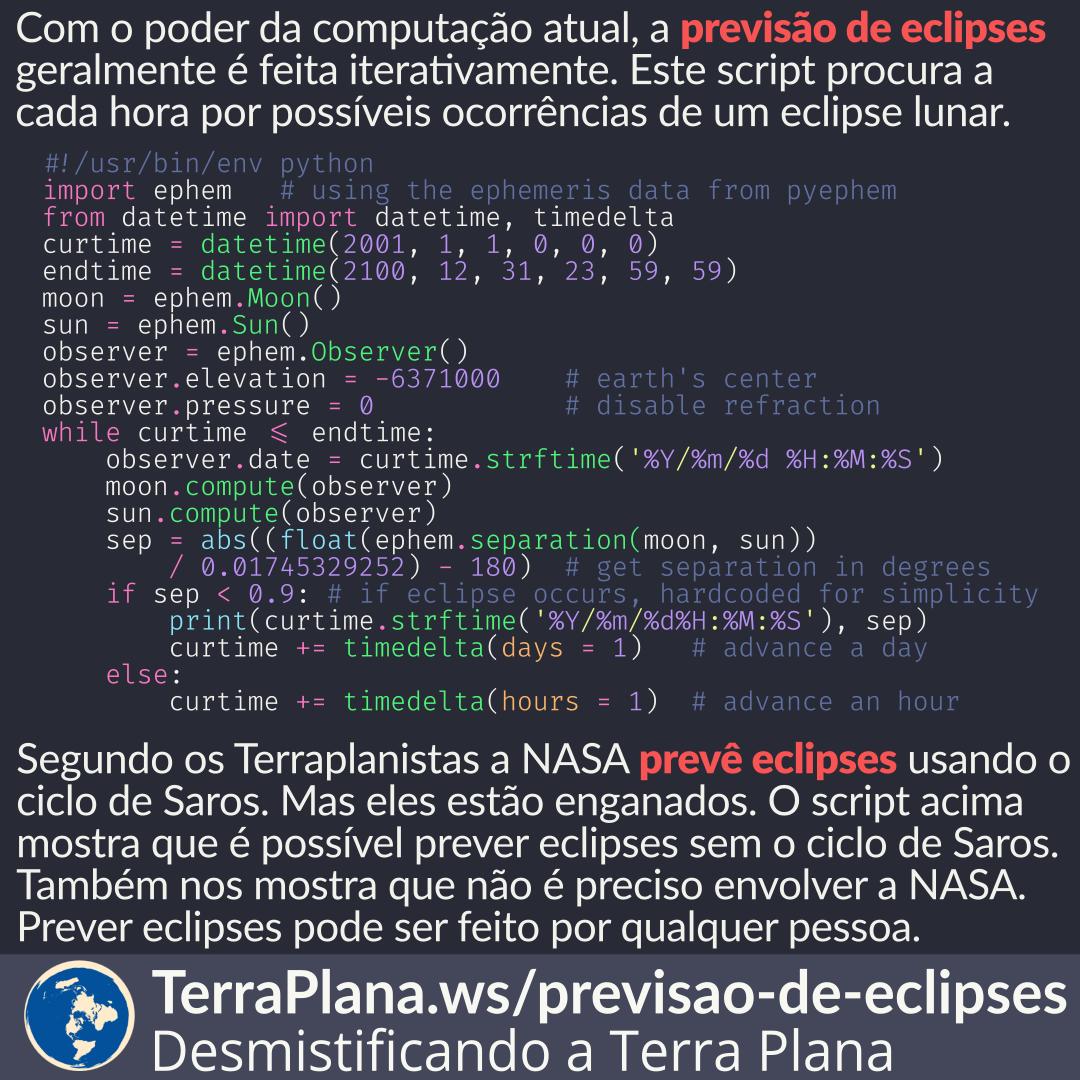 Com o poder da computação atual, a previsão de eclipses
geralmente é feita iterativamente. Este script procura a
cada hora por possíveis ocorrências de um eclipse lunar.
#!/usr/bin/env python
import ephem   # using the ephemeris data from pyephem
from datetime import datetime, timedelta
curtime = datetime(2001, 1, 1, 0, 0, 0)
endtime = datetime(2100, 12, 31, 23, 59, 59)
moon = ephem.Moon()
sun = ephem.Sun()
observer = ephem.Observer()
observer.elevation = -6371000    # earth's center
observer.pressure = 0            # disable refraction
while curtime ⩽ endtime:
    observer.date = curtime.strftime('%Y/%m/%d %H:%M:%S')
    moon.compute(observer)
    sun.compute(observer)
    sep = abs((float(ephem.separation(moon, sun))
        / 0.01745329252) - 180)  # get separation in degrees
    if sep < 0.9: # if eclipse occurs, hardcoded for simplicity
        print(curtime.strftime('%Y/%m/%d%H:%M:%S'), sep)
        curtime += timedelta(days = 1)   # advance a day
    else:
        curtime += timedelta(hours = 1)  # advance an hour
Segundo os Terraplanistas a NASA prevê eclipses usando o
ciclo de Saros. Mas eles estão enganados. O script acima
mostra que é possível prever eclipses sem o ciclo de Saros.
Também nos mostra que não é preciso envolver a NASA.
Prever eclipses pode ser feito por qualquer pessoa.
TerraPlana.ws/previsao-de-eclipses
Desmistificando a Terra Plana